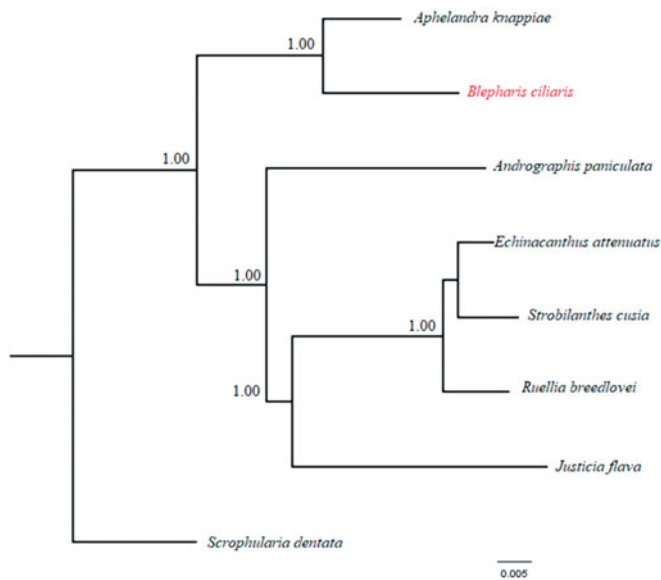 Aphelandra knappiae
1.00
Blepharis ciliaris
1.00
Andrographis paniculata
Echinacanthus attenuatus
1.00
Strobilanthes cusia
1.00
Ruellia breedlovei
1.00
Justicia flava
Scrophularia dentata
0.005